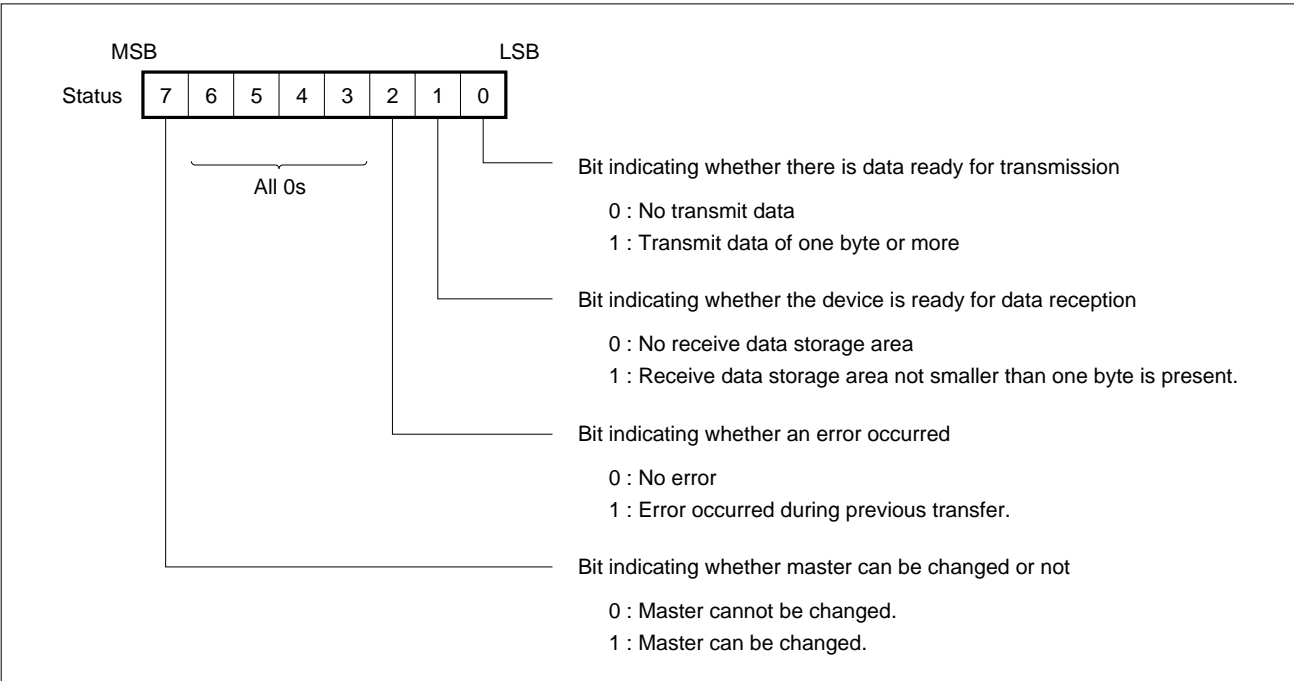 MSB LSB
Status 7 6 5 4 3 2 1 0
Bit indicating whether there is data ready for transmission
All 0s
0 : No transmit data
1 : Transmit data of one byte or more
Bit indicating whether the device is ready for data reception
0 : No receive data storage area
1 : Receive data storage area not smaller than one byte is present.
Bit indicating whether an error occurred
0 : No error
1 : Error occurred during previous transfer.
Bit indicating whether master can be changed or not
0 : Master cannot be changed.
1 : Master can be changed.